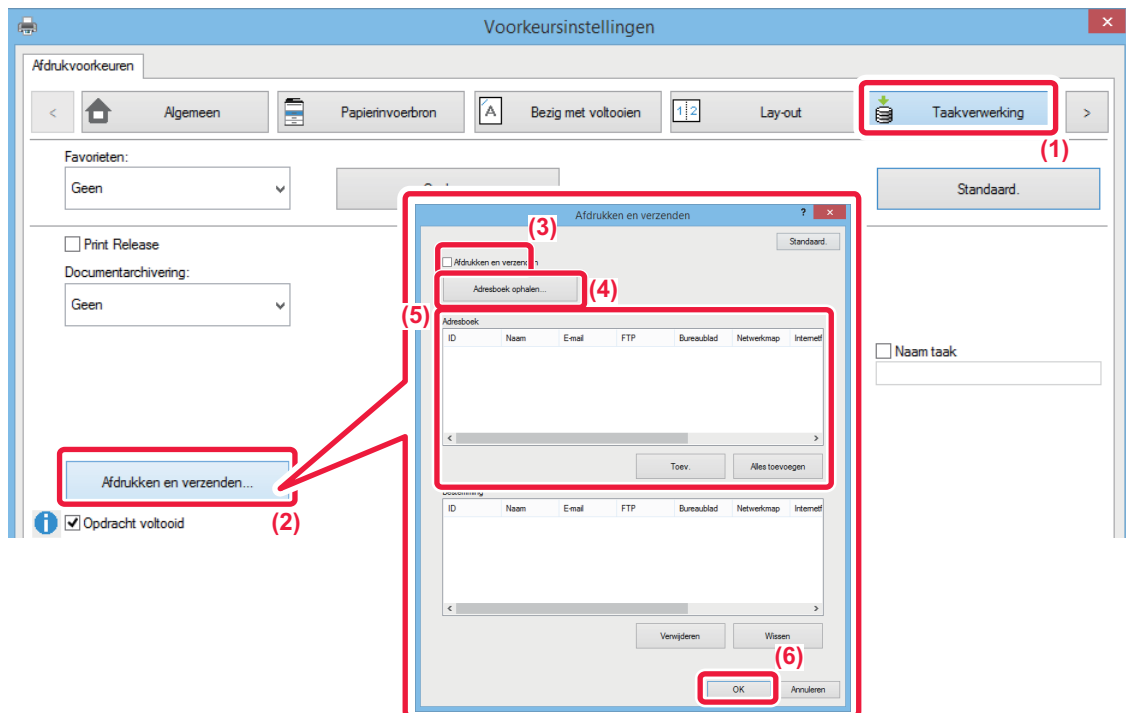 Voorkeursinstellingen
Afdrukvoorkeuren
< Algemeen Papierinvoerbron Bezig met voltooien Lay-out Taakverwerking >
(1)
Favorieten:
Geen
Standaard.
Print Release
Documentarchivering:
Geen
Naam taak
Afdrukken en verzenden...
(2)
Opdracht voltooid
Afdrukken en verzenden ?
(3)
Standaard.
Afdrukken en verzenden
Adresboek ophalen...
(4)
(5)
Adresboek
ID Naam E-mail FTP Bureaublad Netwerkmap Internetf
< >
Toev. Alles toevoegen
Bestemming
ID Naam E-mail FTP Bureaublad Netwerkmap Internetf
< >
Verwijderen Wissen
(6)
OK Annuleren